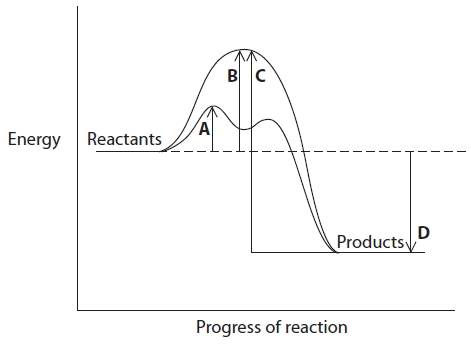 B C
A
Energy
Reactants
D
Products
Progress of reaction